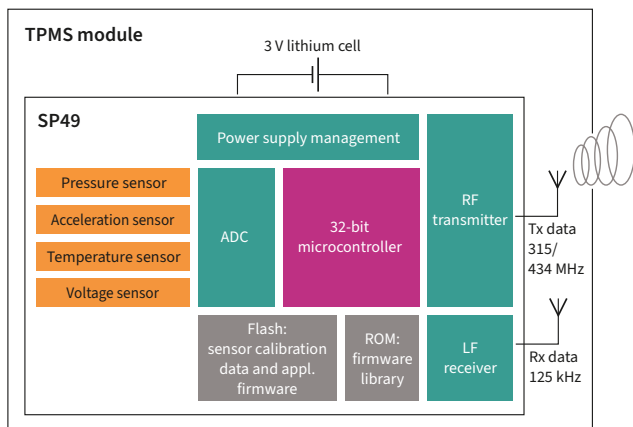 TPMS module
3 V lithium cell
SP49
Power supply management
Pressure sensor
Acceleration sensor
Temperature sensor
Voltage sensor
ADC
32-bit
microcontroller
RF
transmitter
Tx data
315/
434 MHz
Flash:
sensor calibration
data and appl.
firmware
ROM:
firmware
library
LF
receiver
Rx data
125 kHz